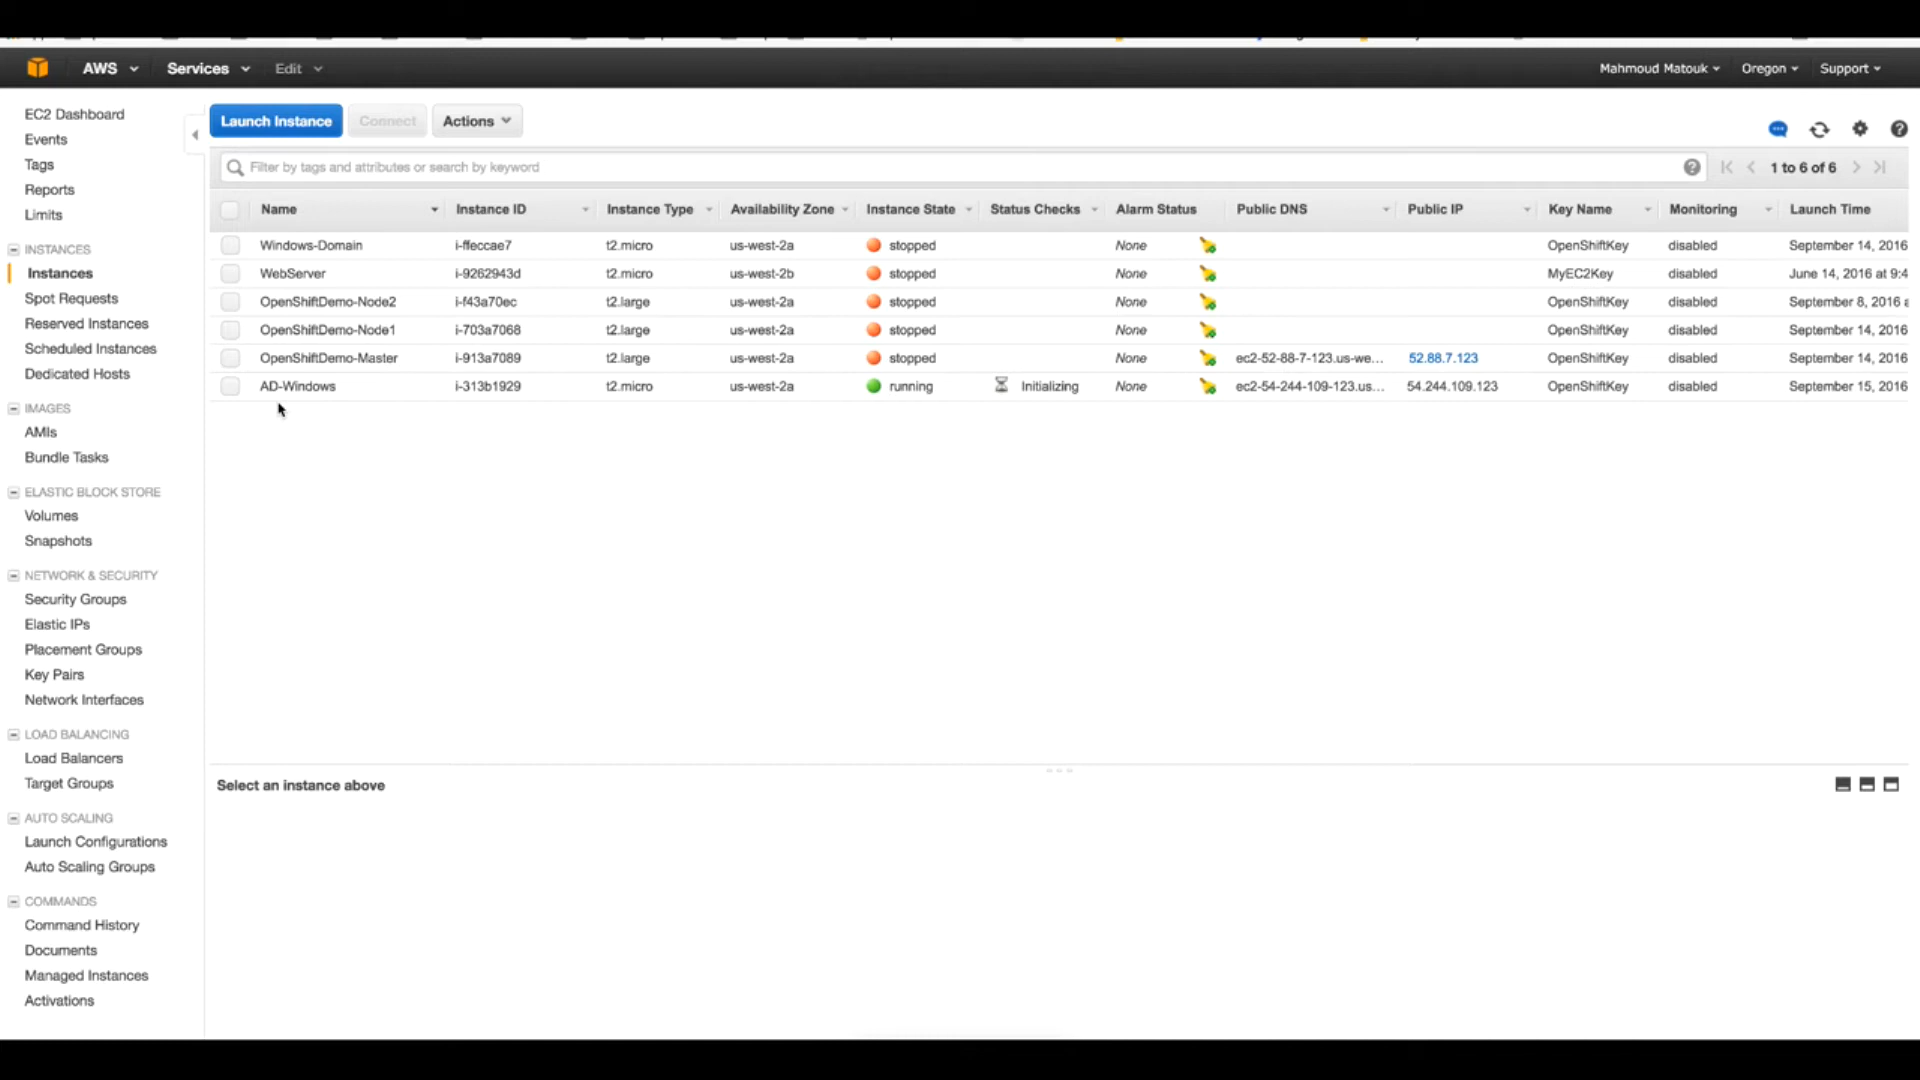 AWS Services Edit Mahmoud Matouk Oregon Support
EC2 Dashboard
Events
Tags
Reports
Limits
INSTANCES
Instances
Spot Requests
Reserved Instances
Scheduled Instances
Dedicated Hosts
IMAGES
AMIs
Bundle Tasks
ELASTIC BLOCK STORE
Volumes
Snapshots
NETWORK & SECURITY
Security Groups
Elastic IPs
Placement Groups
Key Pairs
Network Interfaces
LOAD BALANCING
Load Balancers
Target Groups
AUTO SCALING
Launch Configurations
Auto Scaling Groups
COMMANDS
Command History
Documents
Managed Instances
Activations
Launch Instance Connect Actions
Filter by tags and attributes or search by keyword 1 to 6 of 6
Name Instance ID Instance Type Availability Zone Instance State Status Checks Alarm Status Public DNS Public IP Key Name Monitoring Launch Time
Windows-Domain i-ffeccae7 t2.micro us-west-2a stopped None OpenShiftKey disabled September 14, 2016
WebServer i-9262943d t2.micro us-west-2b stopped None MyEC2Key disabled June 14, 2016 at 9:4
OpenShiftDemo-Node2 i-f43a70ec t2.large us-west-2a stopped None OpenShiftKey disabled September 8, 2016 a
OpenShiftDemo-Node1 i-703a7068 t2.large us-west-2a stopped None OpenShiftKey disabled September 14, 2016
OpenShiftDemo-Master i-913a7089 t2.large us-west-2a stopped None ec2-52-88-7-123.us-we... 52.88.7.123 OpenShiftKey disabled September 14, 2016
AD-Windows i-313b1929 t2.micro us-west-2a running Initializing None ec2-54-244-109-123.us... 54.244.109.123 OpenShiftKey disabled September 15, 2016
Select an instance above